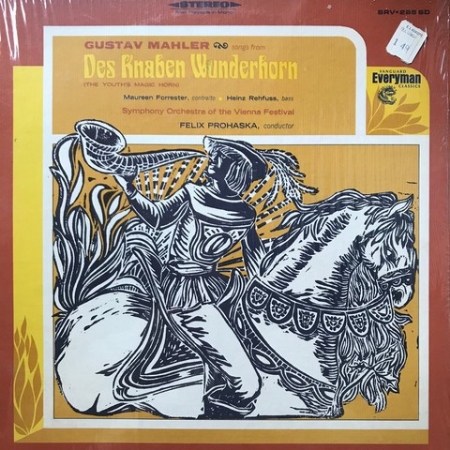 STEREO
SRV-285 SD
GUSTAV MAHLER songs from
Des Knaben Wunderhorn
(THE YOUTH'S MAGIC HORN)
Maureen Forrester, contralto • Heinz Rehfuss, bass
Symphony Orchestra of the Vienna Festival
FELIX PROHASKA, conductor
VANGUARD
Everyman
CLASSICS